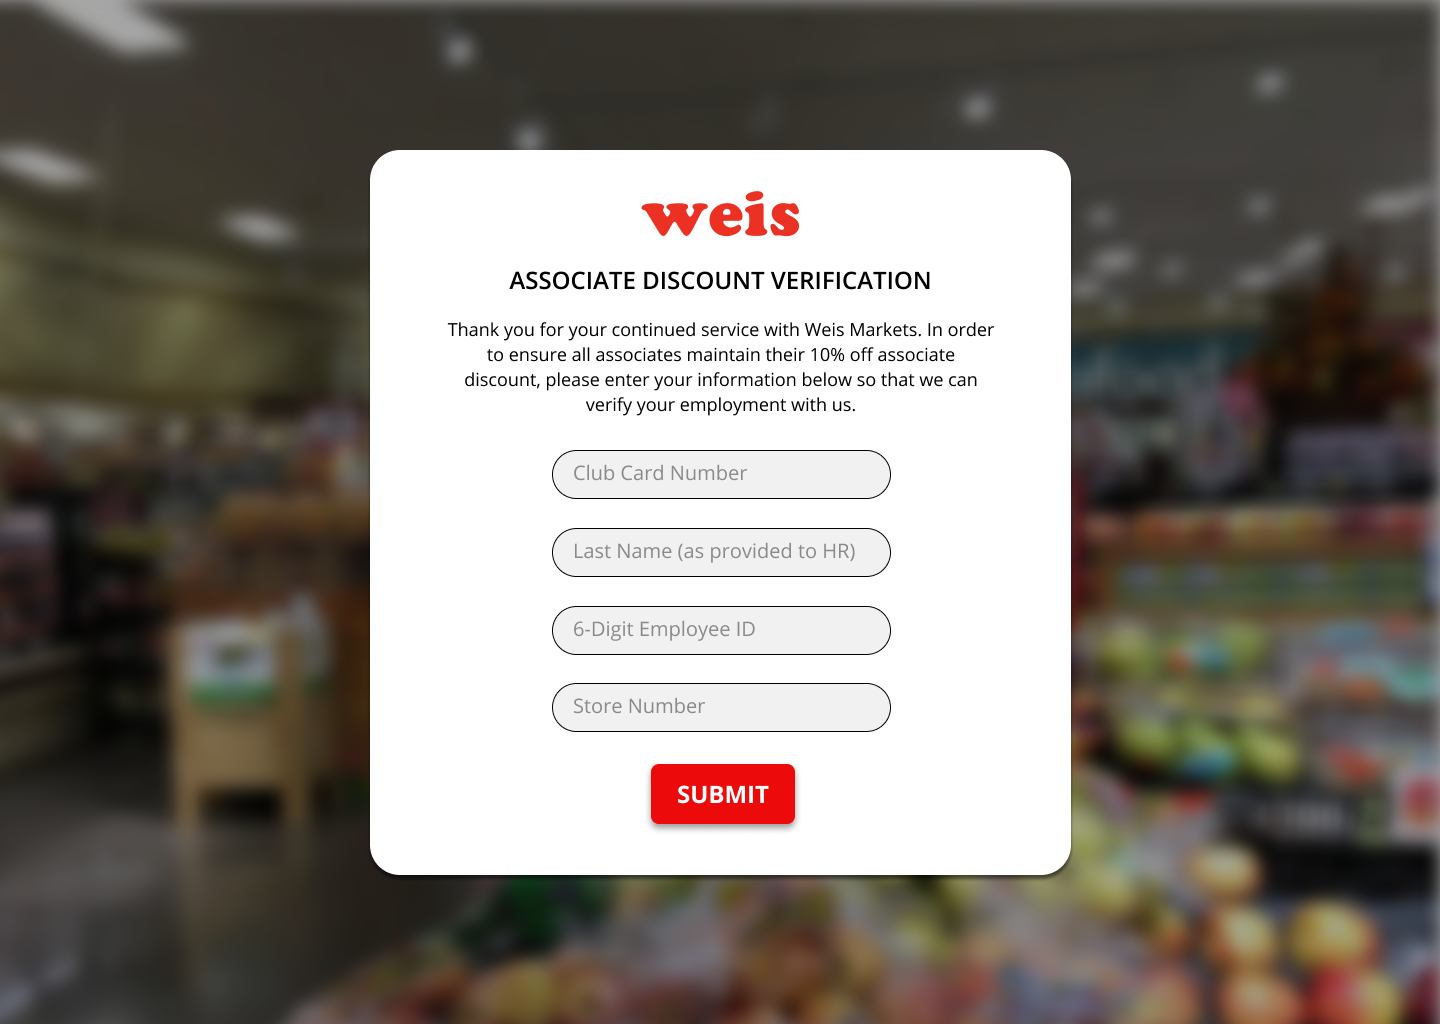 weis
ASSOCIATE DISCOUNT VERIFICATION
Thank you for your continued service with Weis Markets. In order
to ensure all associates maintain their 10% off associate
discount, please enter your information below so that we can
verify your employment with us.
Club Card Number
Last Name (as provided to HR)
6-Digit Employee ID
Store Number
SUBMIT